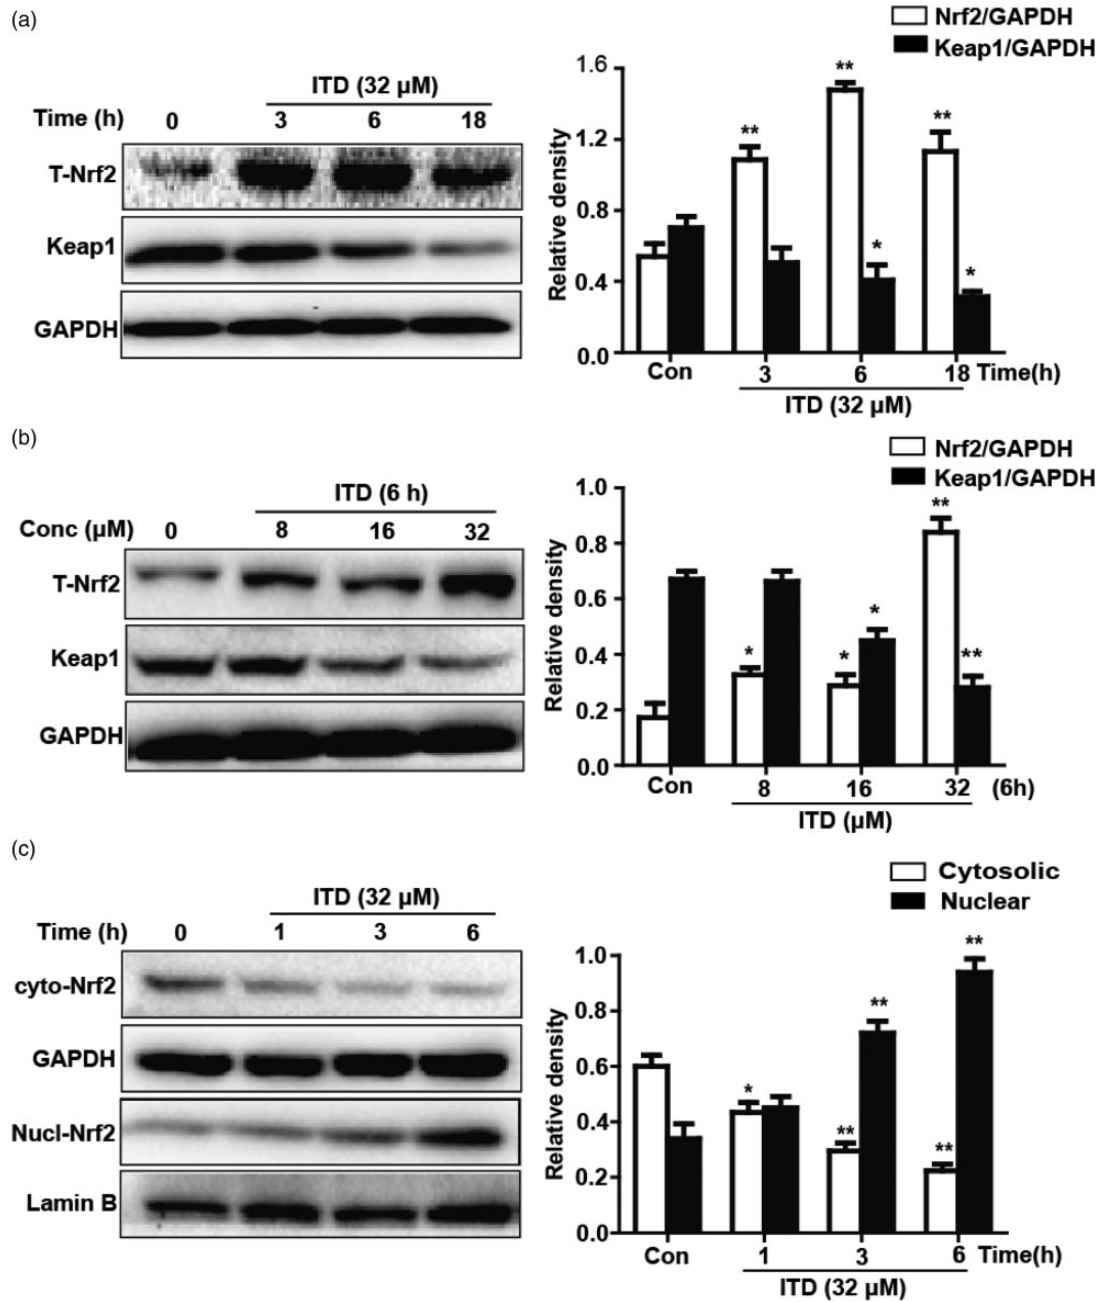 (a)
ITD (32 µM)
Time (h) 0 3 6 18
T-Nrf2
Keap1
GAPDH
Nrf2/GAPDH
Keap1/GAPDH
Relative density
1.6
1.2
0.8
0.4
0.0
** ** ** * *
Con 3 6 18 Time(h)
ITD (32 µM)
(b)
ITD (6 h)
Conc (µM) 0 8 16 32
T-Nrf2
Keap1
GAPDH
Nrf2/GAPDH
Keap1/GAPDH
Relative density
1.0
0.8
0.6
0.4
0.2
0.0
* * * ** **
Con 8 16 32 (6h)
ITD (µM)
(c)
ITD (32 µM)
Time (h) 0 1 3 6
cyto-Nrf2
GAPDH
Nucl-Nrf2
Lamin B
Cytosolic
Nuclear
Relative density
1.0
0.8
0.6
0.4
0.2
0.0
* ** ** ** **
Con 1 3 6 Time(h)
ITD (32 µM)